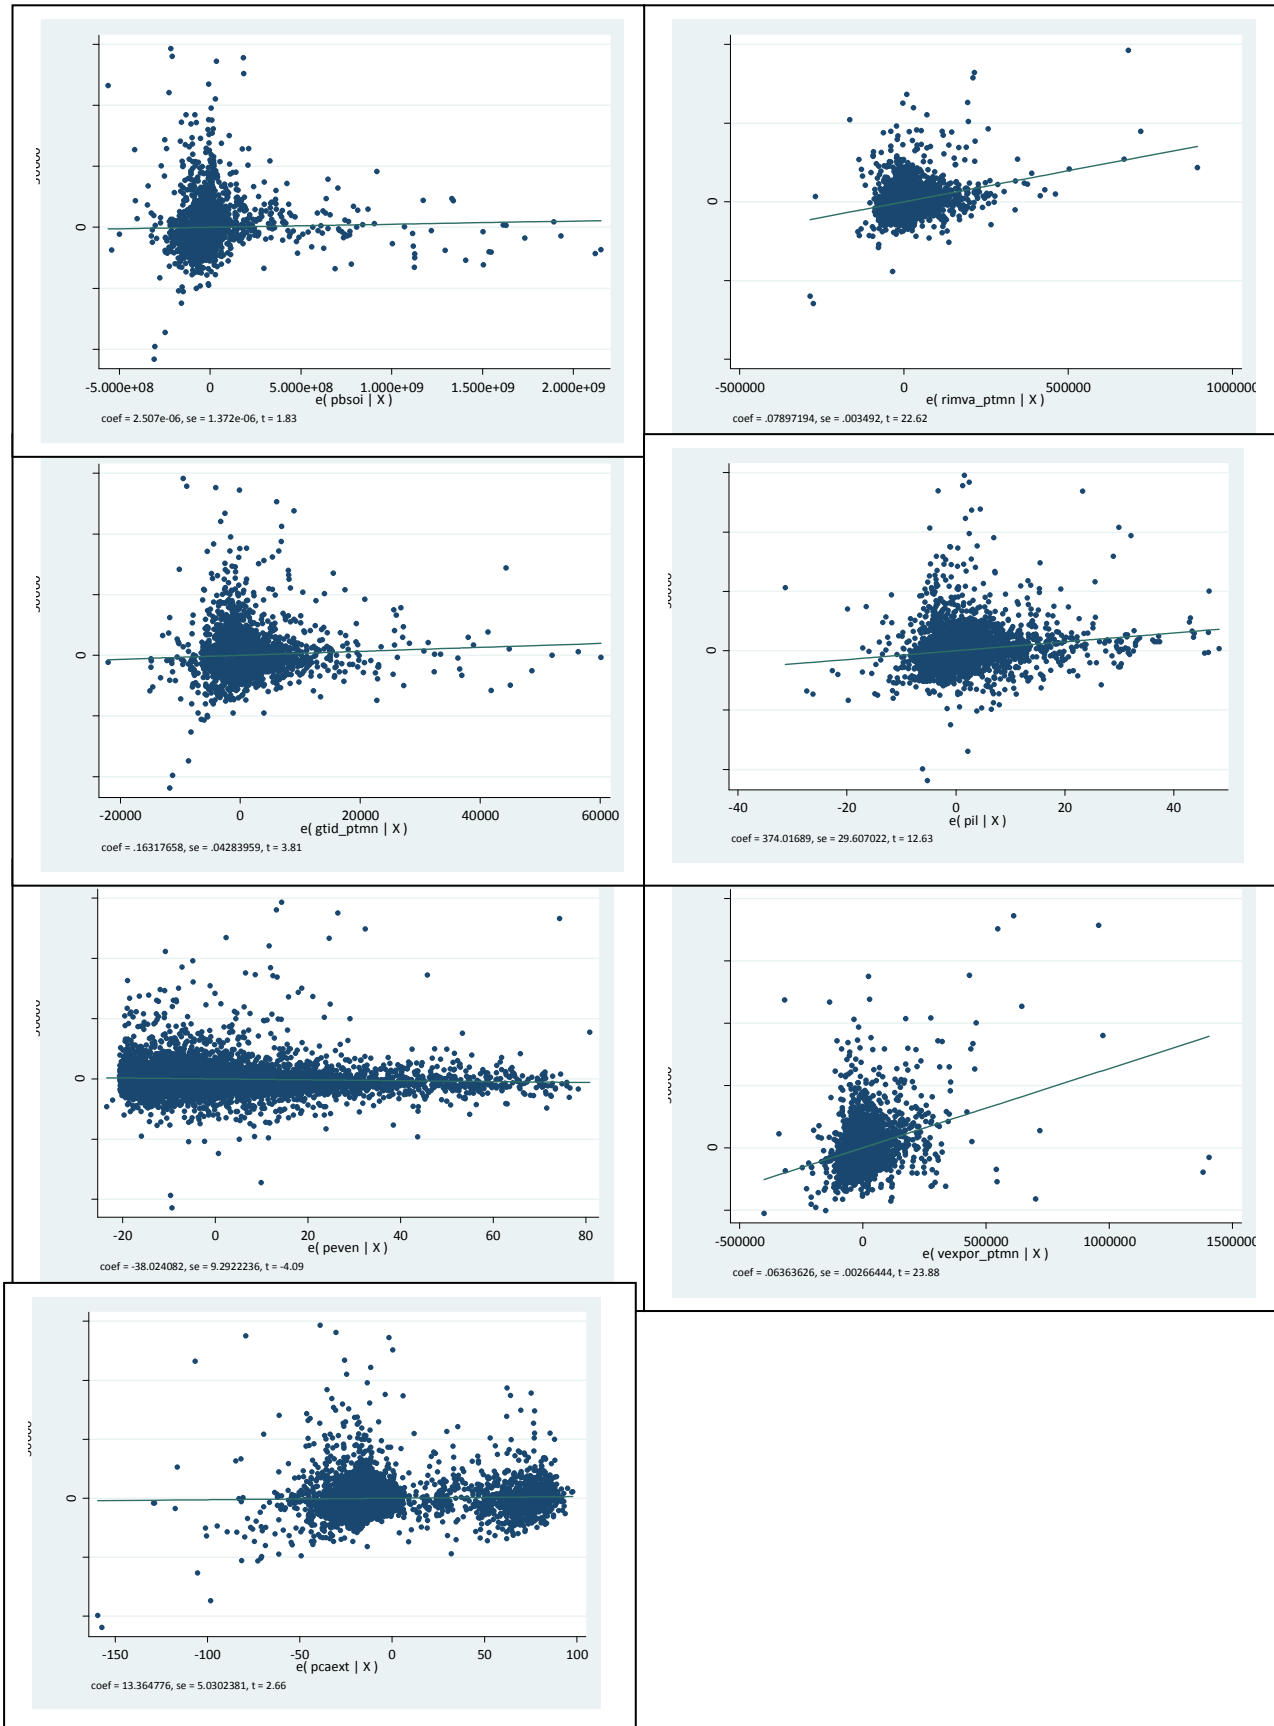 0
-5.000e+08 0 5.000e+08 1.000e+09 1.500e+09 2.000e+09
e( pbsoi | X )
coef = 2.507e-06, se = 1.372e-06, t = 1.83
0
-500000 0 500000 1000000
e( rimva_ptmn | X )
coef = .07897194, se = .003492, t = 22.62
0
-20000 0 20000 40000 60000
e( gtid_ptmn | X )
coef = .16317658, se = .04283959, t = 3.81
0
-40 -20 0 20 40
e( pil | X )
coef = 374.01689, se = 29.607022, t = 12.63
0
-20 0 20 40 60 80
e( peven | X )
coef = -38.024082, se = 9.2922236, t = -4.09
0
-500000 0 500000 1000000 1500000
e( vexpor_ptmn | X )
coef = .06363626, se = .00266444, t = 23.88
0
-150 -100 -50 0 50 100
e( pcaext | X )
coef = 13.364776, se = 5.0302381, t = 2.66